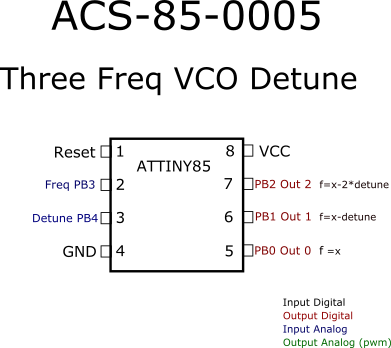 ACS-85-0005
Three Freq VCO Detune
Reset 1 8 VCC
ATTINY85
Freq PB3 2 7 PB2 Out 2 f=x-2*detune
Detune PB4 3 6 PB1 Out 1 f=x-detune
GND 4 5 PB0 Out 0 f =x
Input Digital
Output Digital
Input Analog
Output Analog (pwm)